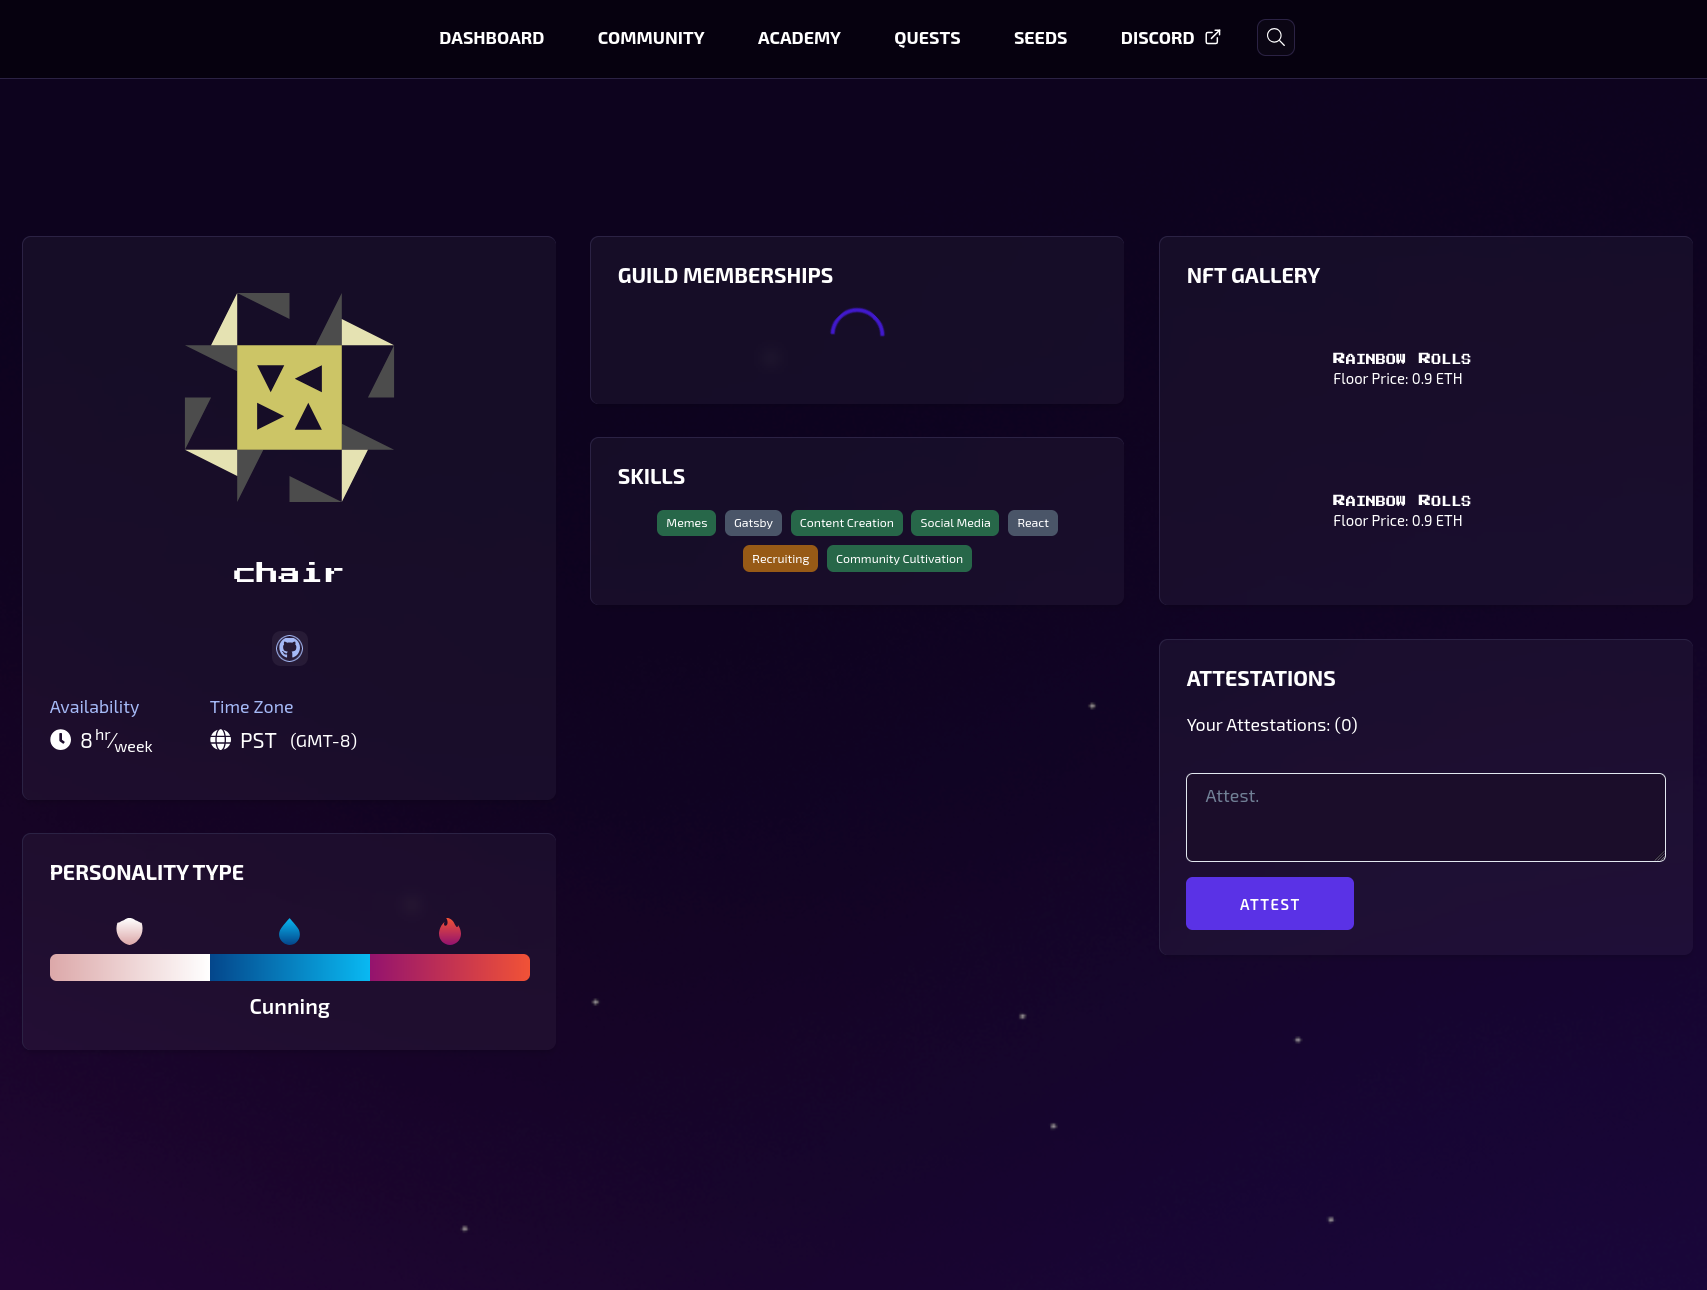 DASHBOARD COMMUNITY ACADEMY QUESTS SEEDS DISCORD
chair
Availability Time Zone
8 hr/week PST (GMT-8)
PERSONALITY TYPE
Cunning
GUILD MEMBERSHIPS
SKILLS
Memes Gatsby Content Creation Social Media React
Recruiting Community Cultivation
NFT GALLERY
Rainbow Rolls
Floor Price: 0.9 ETH
Rainbow Rolls
Floor Price: 0.9 ETH
ATTESTATIONS
Your Attestations: (0)
Attest.
ATTEST